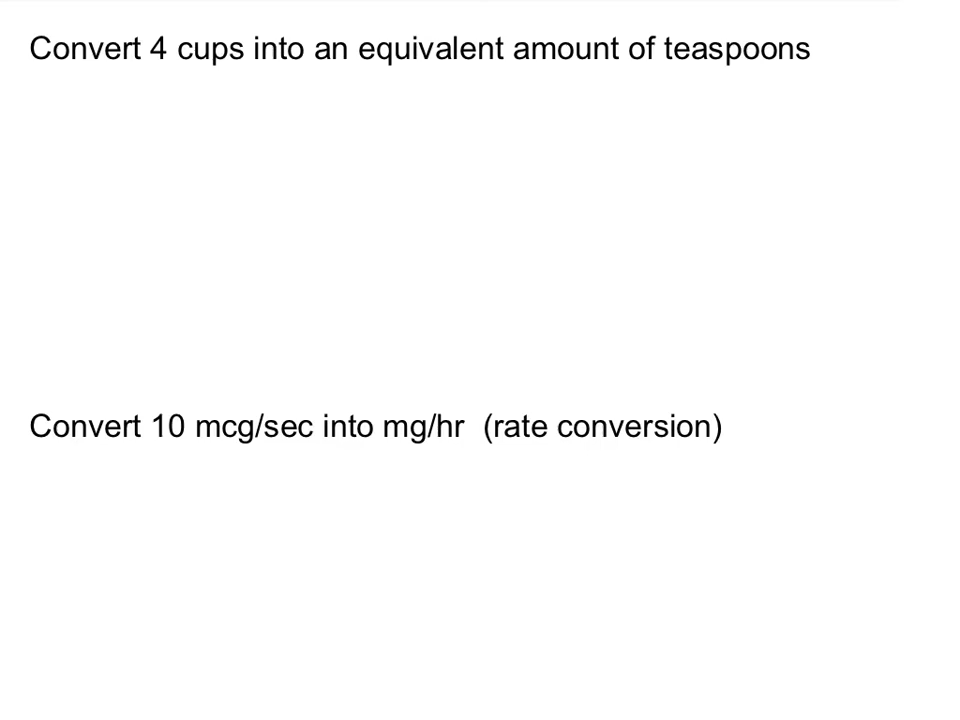 Convert 4 cups into an equivalent amount of teaspoons
Convert 10 mcg/sec into mg/hr  (rate conversion)